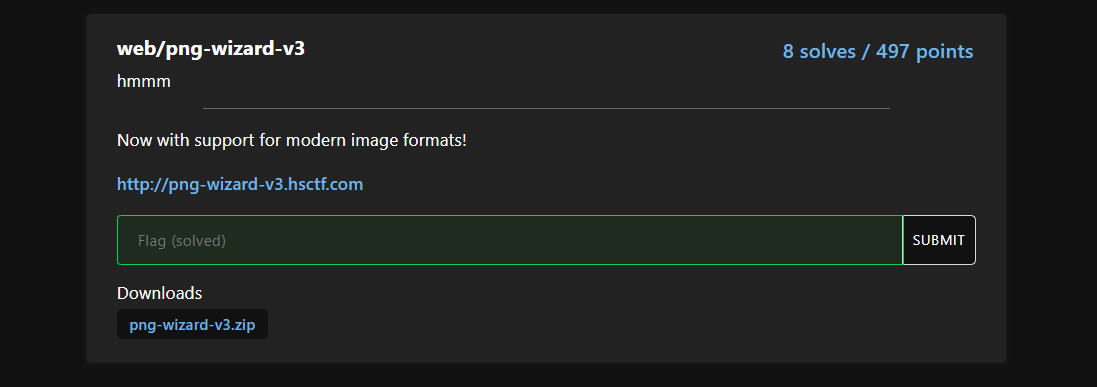 web/png-wizard-v3
8 solves / 497 points
hmmm
Now with support for modern image formats!
http://png-wizard-v3.hsctf.com
Flag (solved)
SUBMIT
Downloads
png-wizard-v3.zip